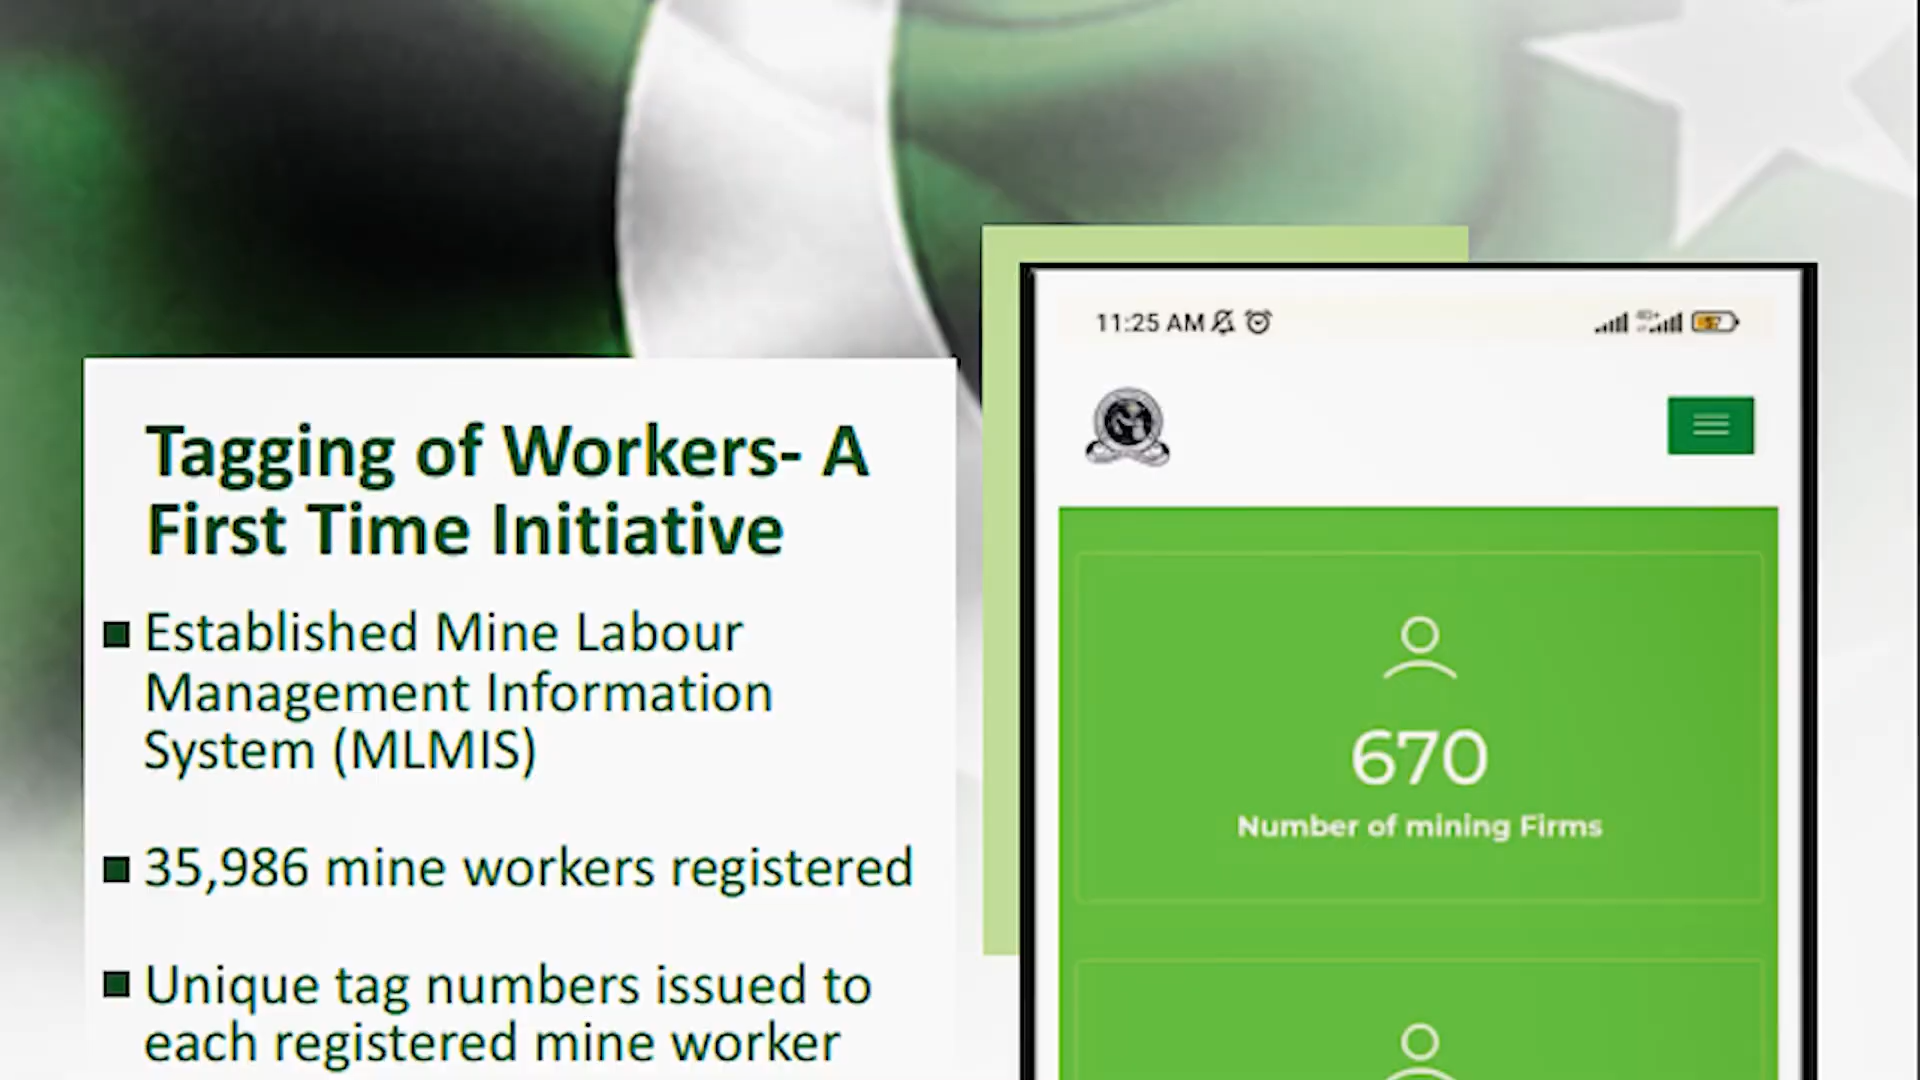 Tagging of Workers- A
First Time Initiative
Established Mine Labour
Management Information
System (MLMIS)
35,986 mine workers registered
Unique tag numbers issued to
each registered mine worker
11:25 AM
670
Number of mining Firms